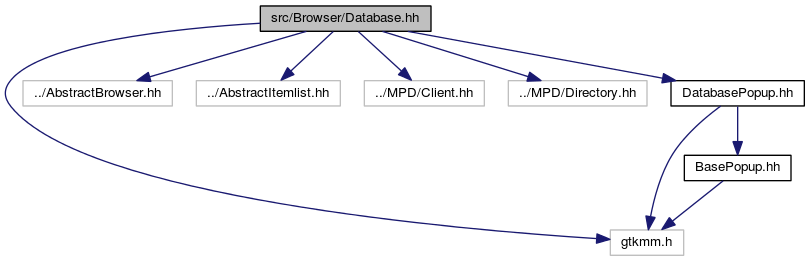 src/Browser/Database.hh
../AbstractBrowser.hh
../AbstractItemlist.hh
../MPD/Client.hh
../MPD/Directory.hh
DatabasePopup.hh
BasePopup.hh
gtkmm.h